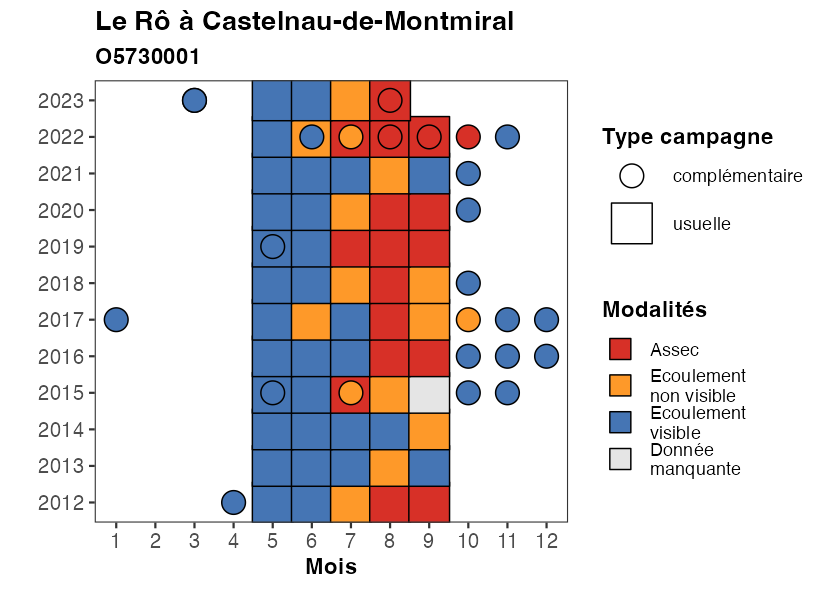 Le Rô à Castelnau-de-Montmiral
O5730001
2023
2022
2021
2020
2019
2018
2017
2016
2015
2014
2013
2012
1 2 3 4 5 6 7 8 9 10 11 12
Mois
Type campagne
complémentaire
usuelle
Modalités
Assec
Ecoulement
non visible
Ecoulement
visible
Donnée
manquante